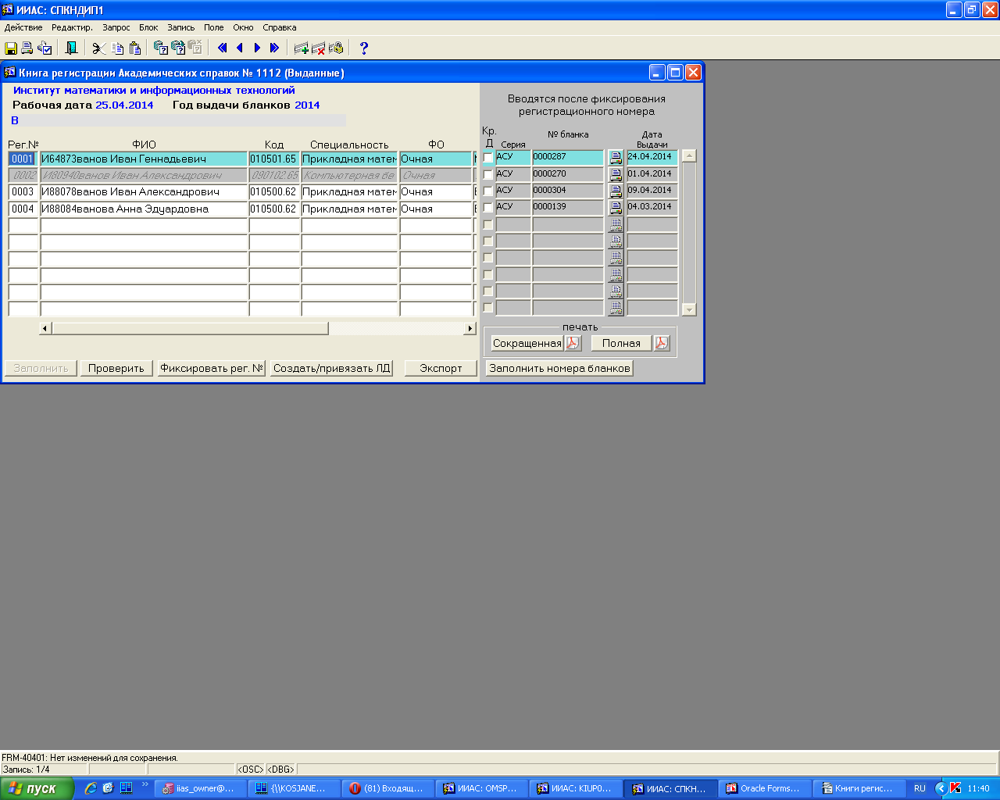 ИИАС: СПКНДИП1
Действие Редактир. Запрос Блок Запись Поле Окно Справка
Книга регистрации Академических справок № 1112 (Выданные)
Институт математики и информационных технологий
Рабочая дата 25.04.2014 Год выдачи бланков 2014
В
Вводятся после фиксирования
регистрационного номера
Рег.№ ФИО Код Специальность ФО
Кр. Д Серия № бланка Дата Выдачи
0001 И64873ванов Иван Геннадьевич 010501.65 Прикладная матем Очная АСУ 0000287 24.04.2014
0002 И80940ванов Иван Александрович 090102.65 Компьютерная бе Очная АСУ 0000270 01.04.2014
0003 И88078ванов Иван Александрович 010500.62 Прикладная матем Очная АСУ 0000304 09.04.2014
0004 И88084ванова Анна Эдуардовна 010500.62 Прикладная матем Очная АСУ 0000139 04.03.2014
печать
Сокращенная Полная
Заполнить Проверить Фиксировать рег. № Создать/привязать ЛД Экспорт Заполнить номера бланков
FRM-40401: Нет изменений для сохранения.
Запись: 1/4 <OSC> <DBG>
пуск iias_owner@... {\\KOSJANE... (81) Входящ... ИИАС: OMSP... ИИАС: KIUP0... ИИАС: СПКН... Oracle Forms... Книги регис... RU 11:40